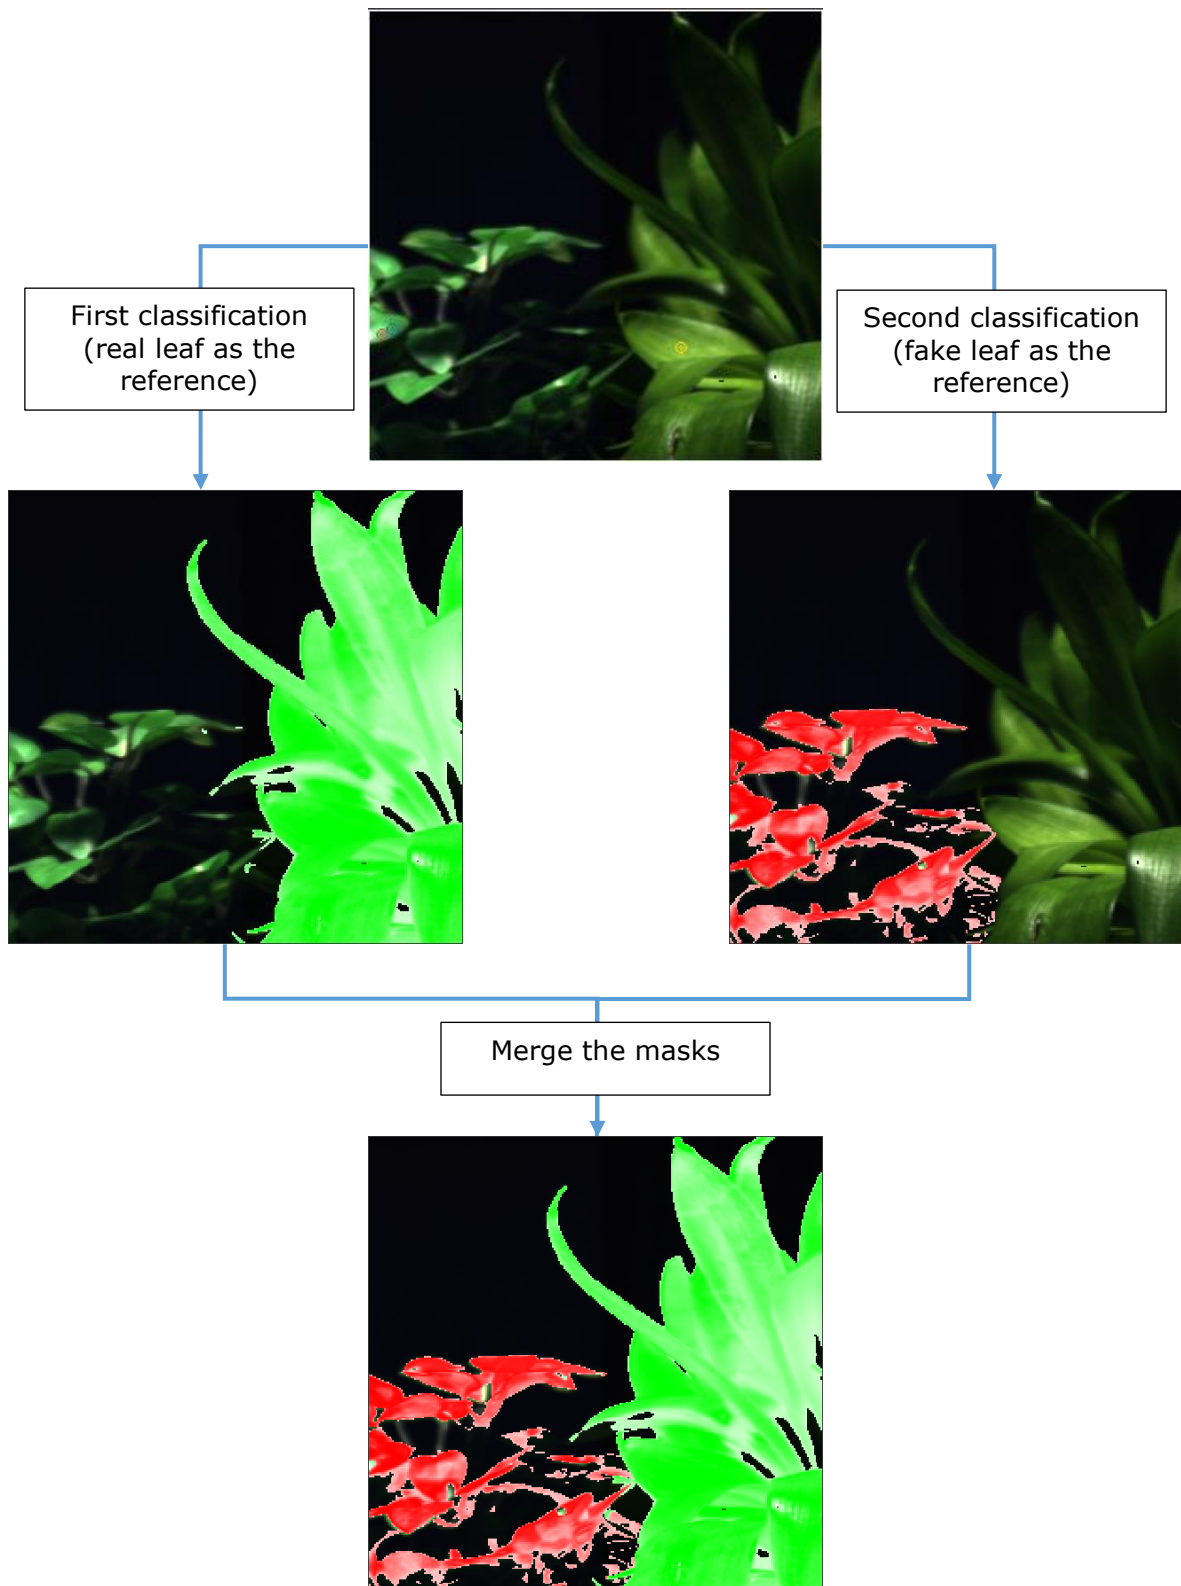 First classification
(real leaf as the
reference)
Second classification
(fake leaf as the
reference)
Merge the masks